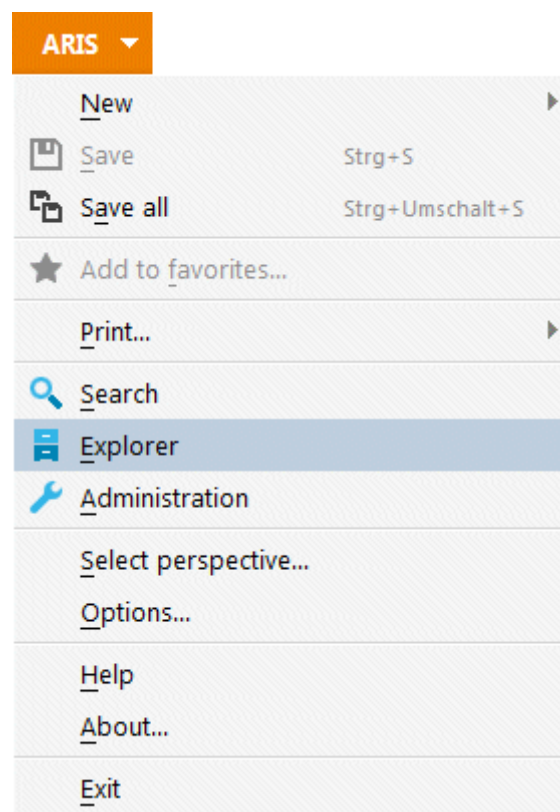 ARIS
New
Save Strg+S
Save all Strg+Umschalt+S
Add to favorites...
Print...
Search
Explorer
Administration
Select perspective...
Options...
Help
About...
Exit